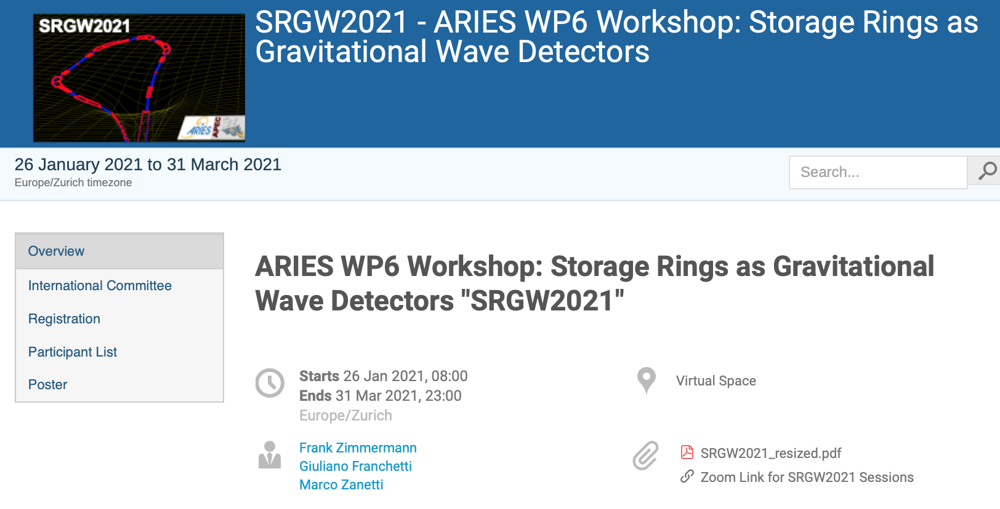 SRGW2021
ARIES
APEC
SRGW2021 - ARIES WP6 Workshop: Storage Rings as
Gravitational Wave Detectors
26 January 2021 to 31 March 2021
Europe/Zurich timezone
Search...
Overview
International Committee
Registration
Participant List
Poster
ARIES WP6 Workshop: Storage Rings as Gravitational
Wave Detectors "SRGW2021"
Starts 26 Jan 2021, 08:00
Ends 31 Mar 2021, 23:00
Europe/Zurich
Virtual Space
Frank Zimmermann
Giuliano Franchetti
Marco Zanetti
SRGW2021_resized.pdf
Zoom Link for SRGW2021 Sessions